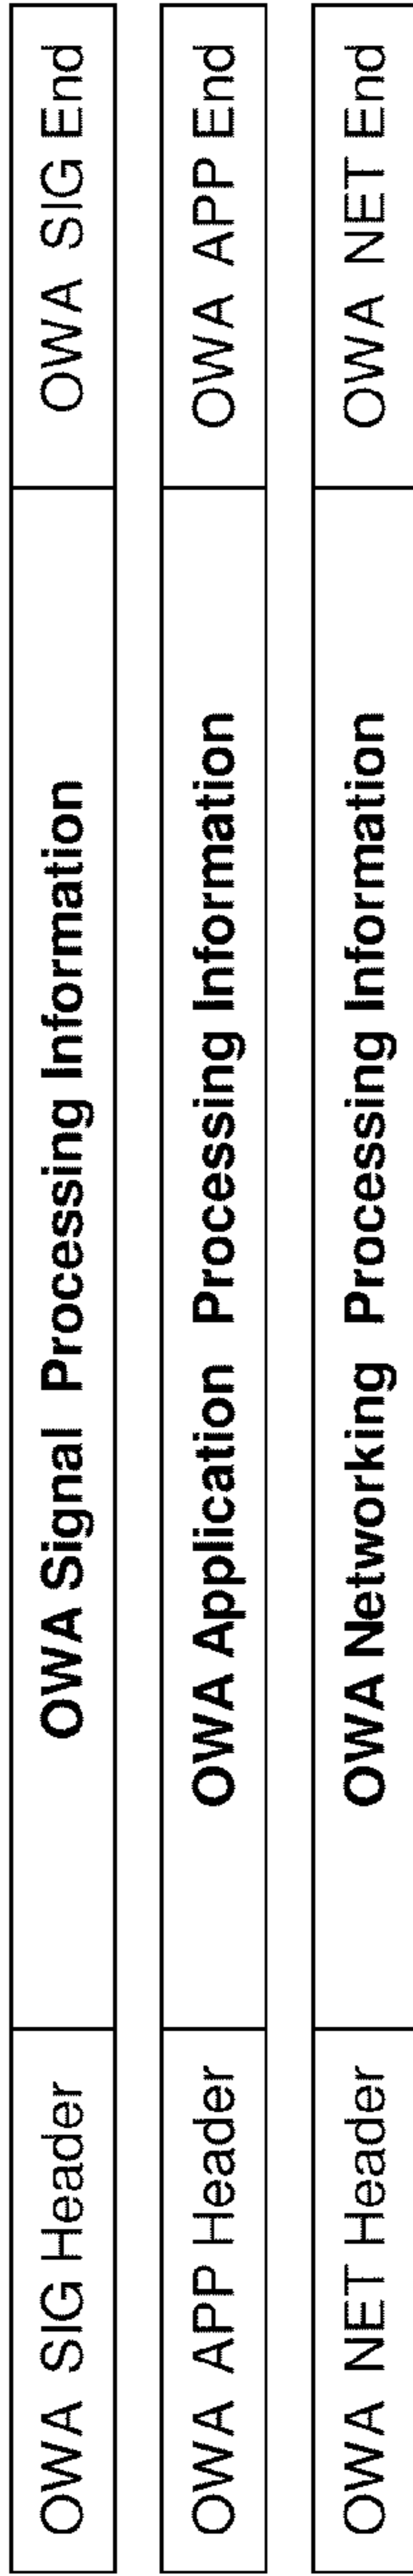 OWA SIG Header OWA Signal Processing Information OWA SIG End
OWA APP Header OWA Application Processing Information OWA APP End
OWA NET Header OWA Networking Processing Information OWA NET End